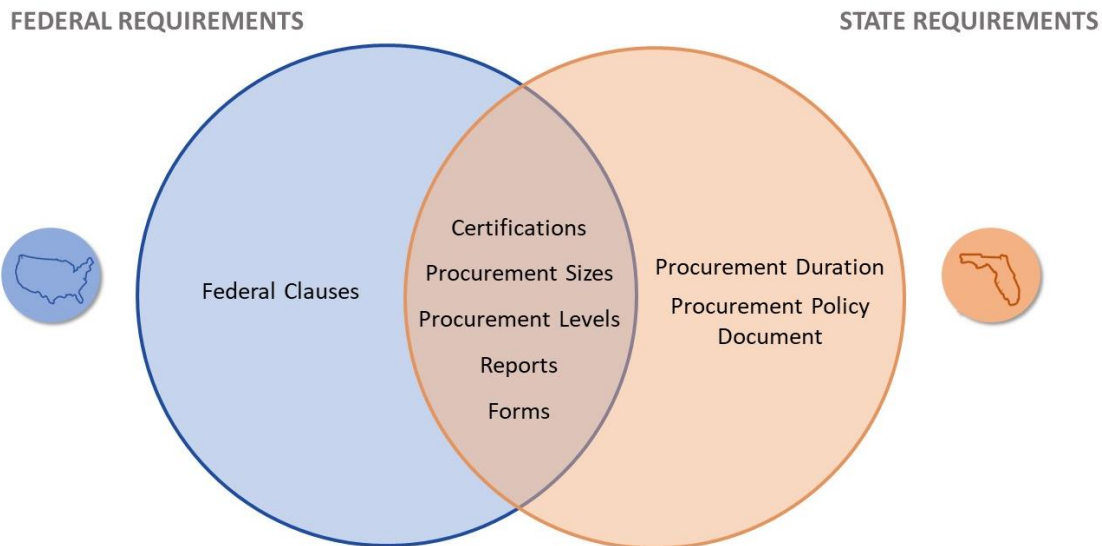 FEDERAL REQUIREMENTS
STATE REQUIREMENTS
Federal Clauses
Certifications
Procurement Sizes
Procurement Levels
Reports
Forms
Procurement Duration
Procurement Policy
Document